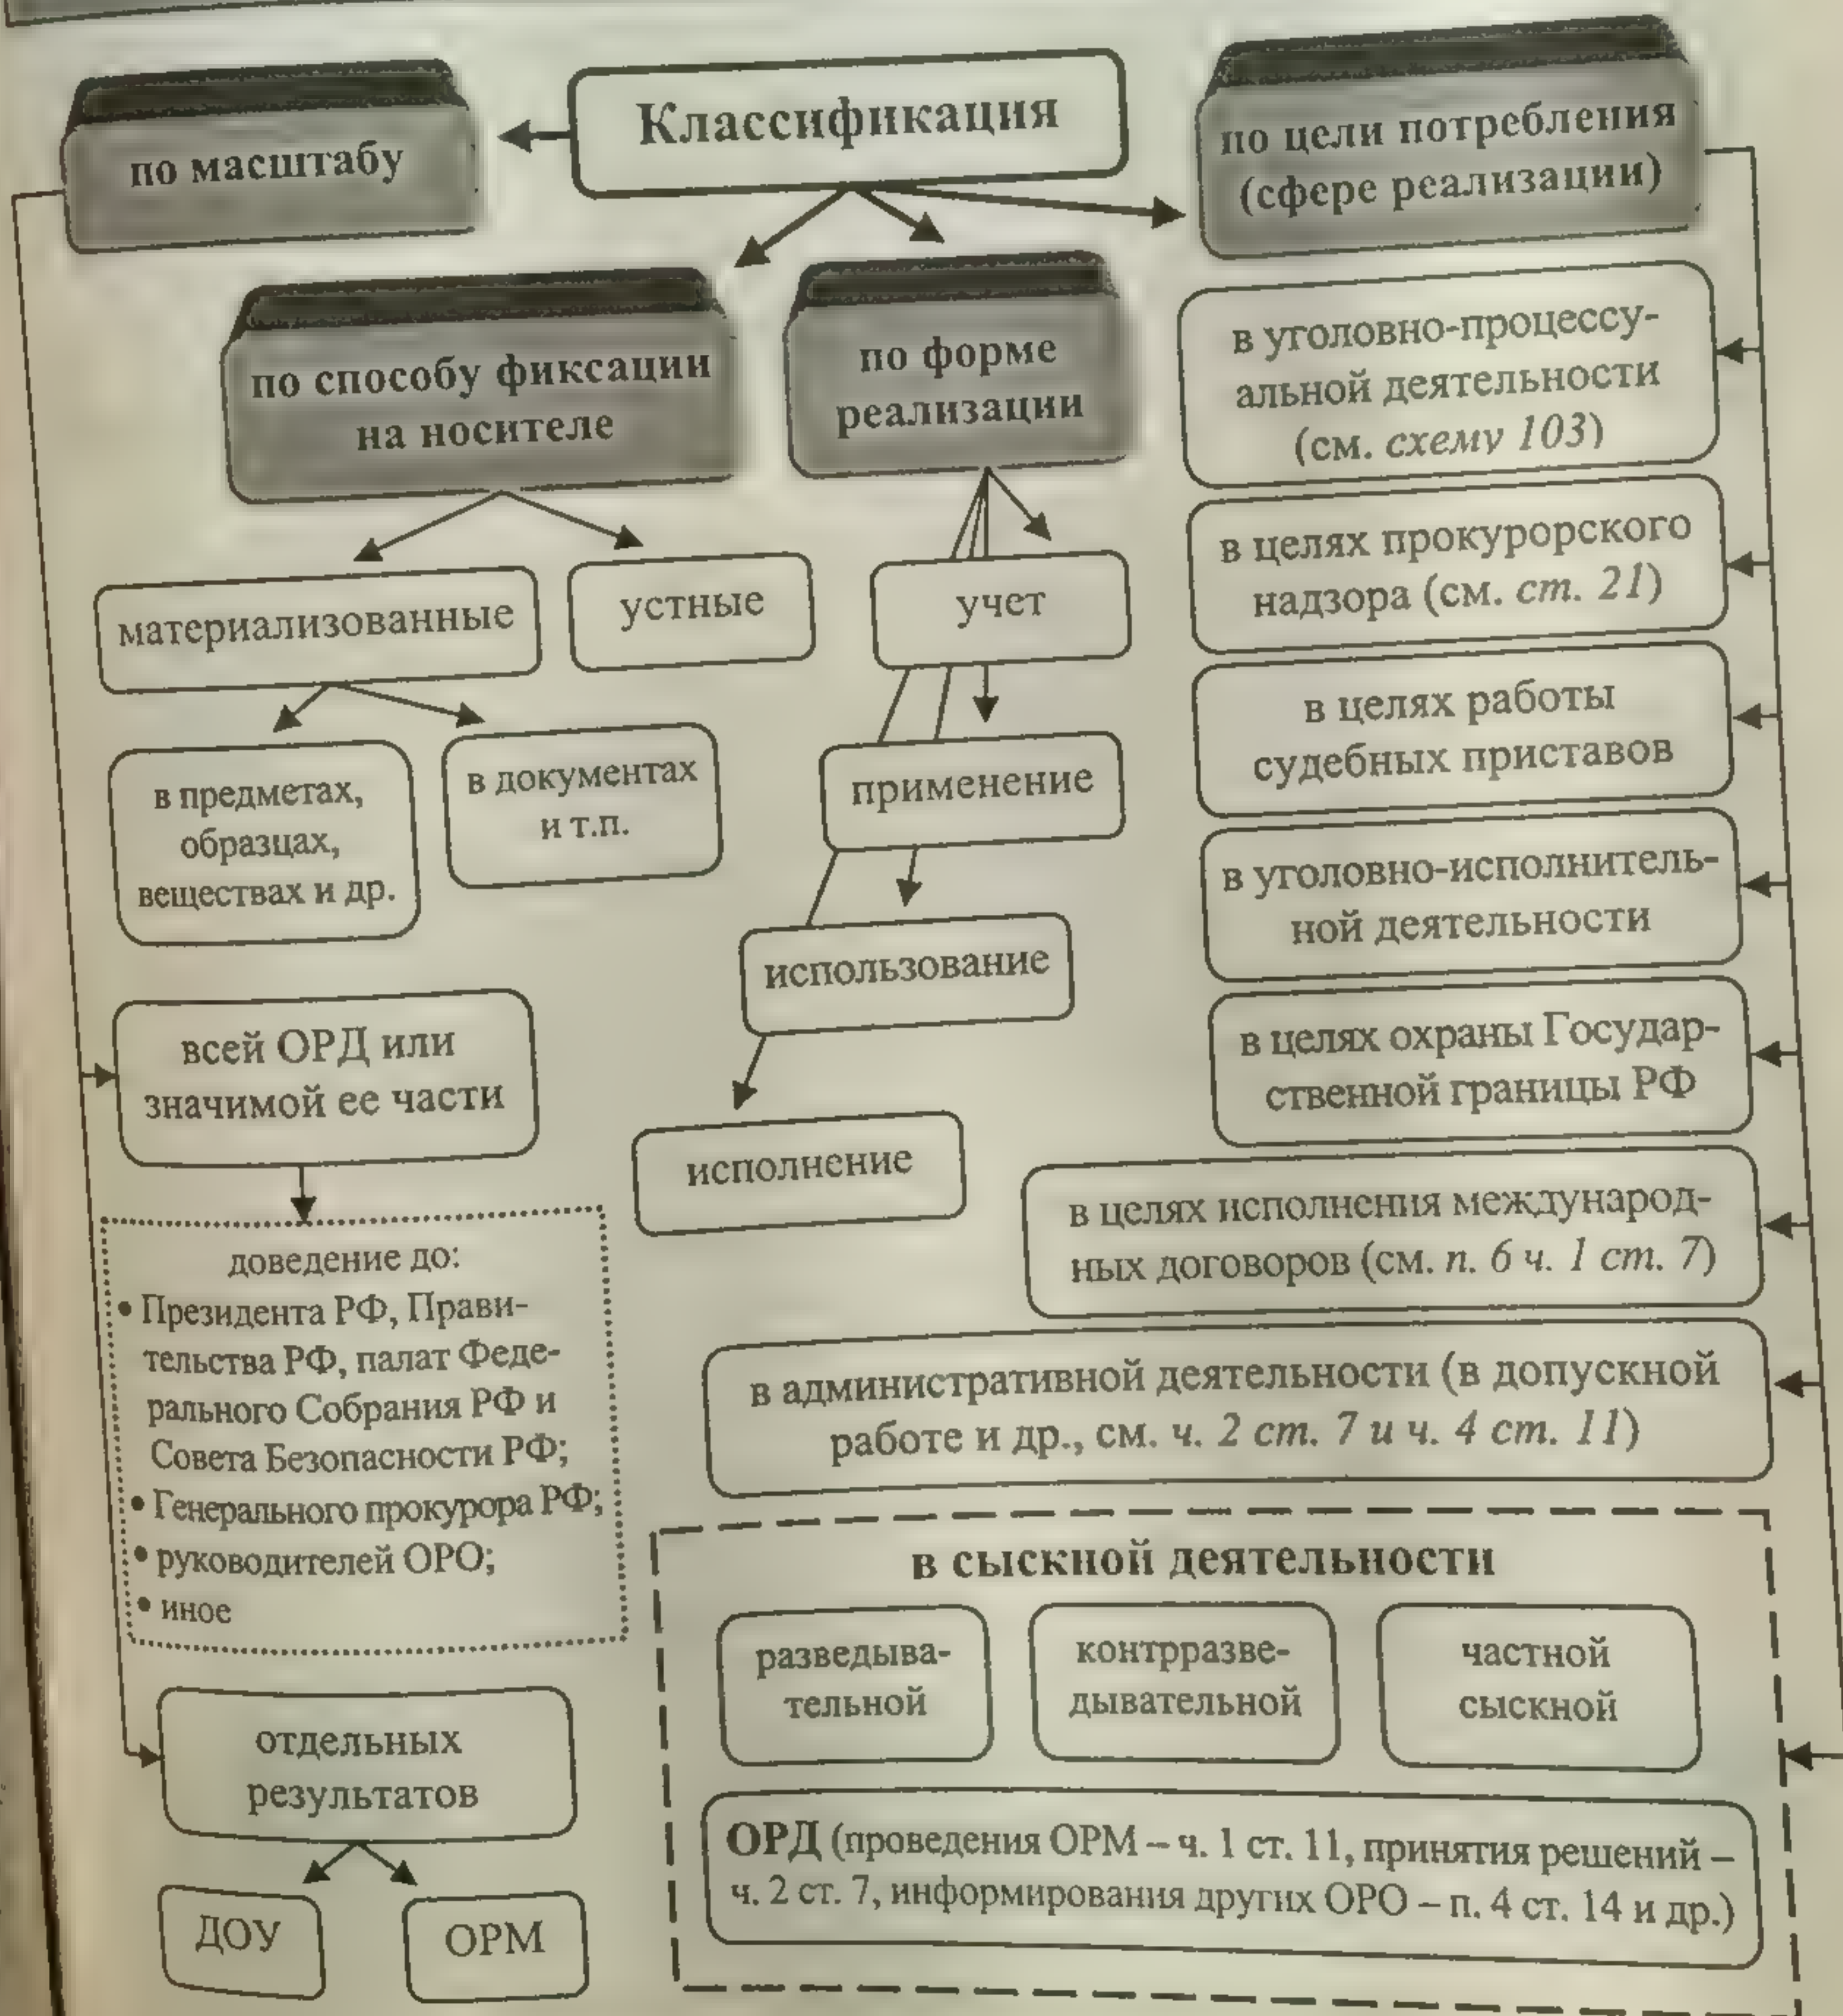 Классификация
по масштабу
по цели потребления
(сфере реализации)
по способу фиксации
на носителе
по форме
реализации
материализованные
устные
в предметах,
образцах,
веществах и др.
в документах
и т.п.
учет
применение
использование
исполнение
в уголовно-процессу-
альной деятельности
(см. схему 103)
в целях прокурорского
надзора (см. ст. 21)
в целях работы
судебных приставов
в уголовно-исполнитель-
ной деятельности
в целях охраны Государ-
ственной границы РФ
в целях исполнения международ-
ных договоров (см. п. 6 ч. 1 ст. 7)
в административной деятельности (в допускной
работе и др., см. ч. 2 ст. 7 и ч. 4 ст. 11)
всей ОРД или
значимой ее части
доведение до:
• Президента РФ, Прави-
тельства РФ, палат Феде-
рального Собрания РФ и
Совета Безопасности РФ;
• Генерального прокурора РФ;
• руководителей ОРО;
• иное
отдельных
результатов
ДОУ
ОРМ
в сыскной деятельности
разведыва-
тельной
контрразве-
дывательной
частной
сыскной
ОРД (проведения ОРМ – ч. 1 ст. 11, принятия решений –
ч. 2 ст. 7, информирования других ОРО – п. 4 ст. 14 и др.)